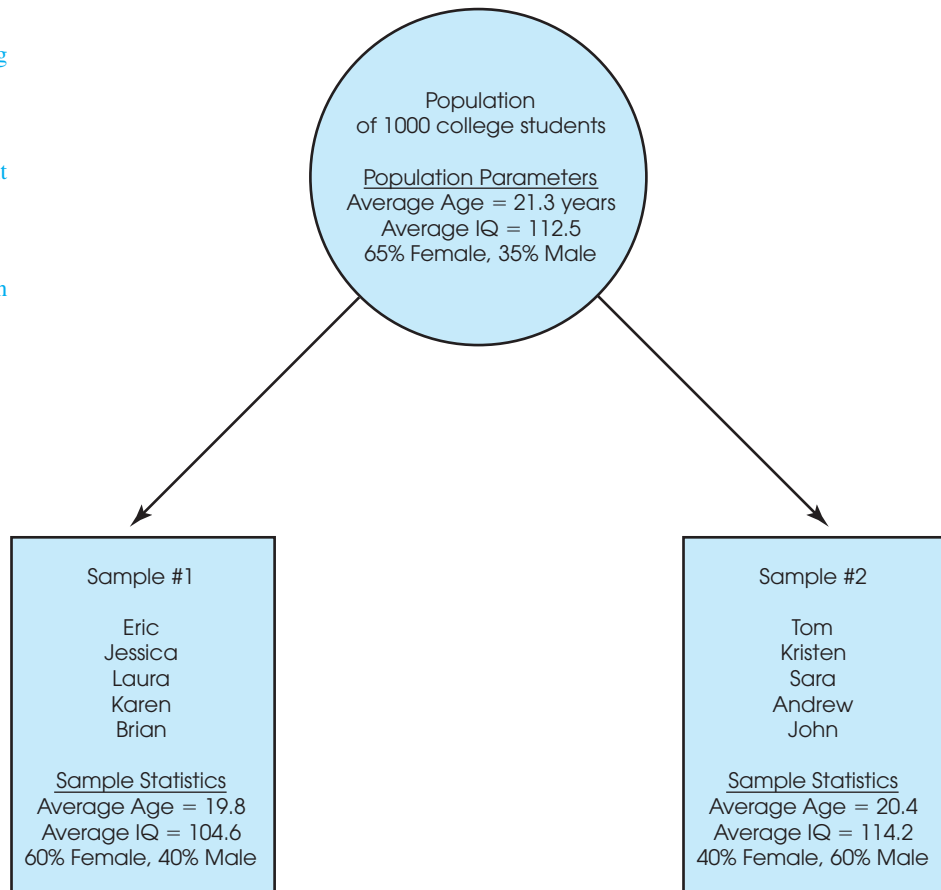 g
t
n
Population
of 1000 college students
Population Parameters
Average Age = 21.3 years
Average IQ = 112.5
65% Female, 35% Male
Sample #1
Eric
Jessica
Laura
Karen
Brian
Sample Statistics
Average Age = 19.8
Average IQ = 104.6
60% Female, 40% Male
Sample #2
Tom
Kristen
Sara
Andrew
John
Sample Statistics
Average Age = 20.4
Average IQ = 114.2
40% Female, 60% Male